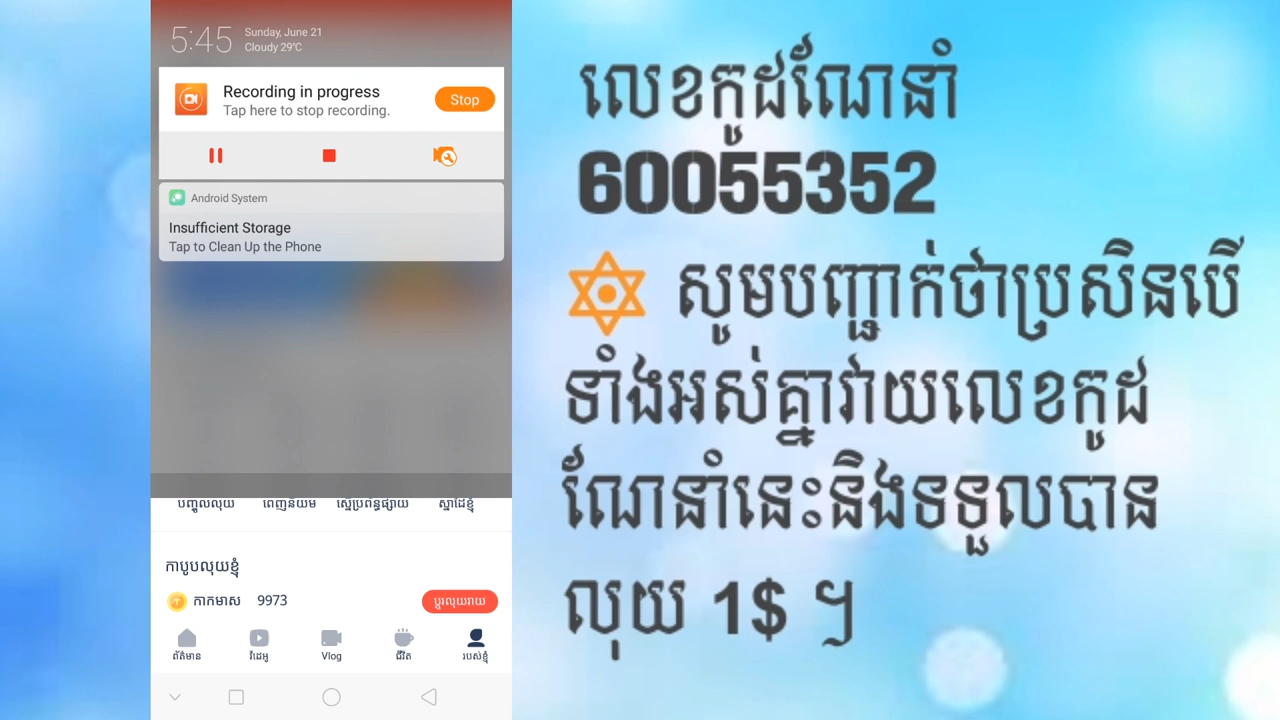 5:45
Sunday, June 21
Cloudy 29°C
Recording in progress
Tap here to stop recording.
Stop
Android System
Insufficient Storage
Tap to Clean Up the Phone
បញ្ចូលលុយ ពេញនិយម ស្នើប្រព័ន្ធផ្សាយ ស្នាដៃខ្ញុំ
កាបូបលុយខ្ញុំ
កាកមាស 9973
ប្ដូរលុយរាយ
ព័ត៌មាន វិដេអូ Vlog ជីវិត របស់ខ្ញុំ
លេខកូដណែនាំ
60055352
សូមបញ្ជាក់ថាប្រសិនបើ
ទាំងអស់គ្នាវាយលេខកូដ
ណែនាំនេះនិងទទួលបាន
លុយ 1$ ។